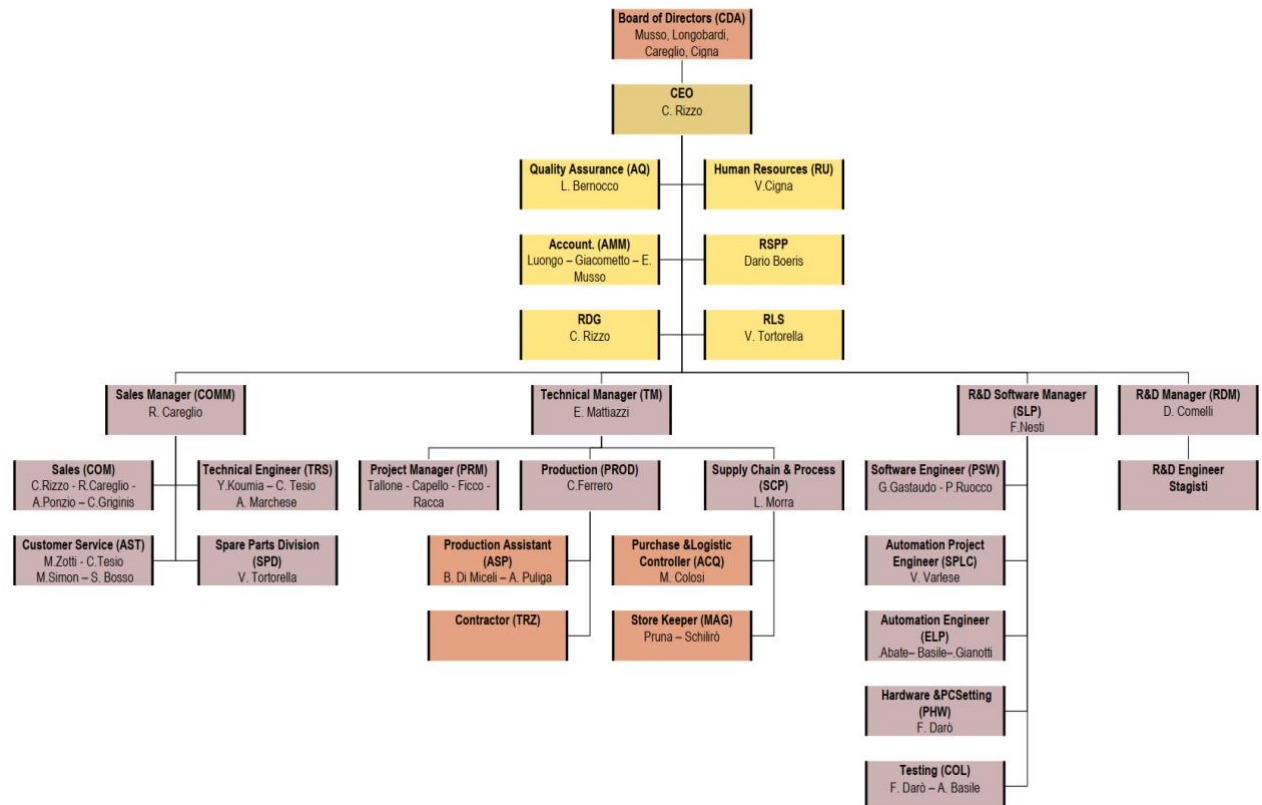 Board of Directors (CDA)
Musso, Longobardi,
Careglio, Cigna
CEO
C. Rizzo
Quality Assurance (AQ)
L. Bernocco
Human Resources (RU)
V.Cigna
Account. (AMM)
Luongo – Giacometto – E.
Musso
RSPP
Dario Boeris
RDG
C. Rizzo
RLS
V. Tortorella
Sales Manager (COMM)
R. Careglio
Technical Manager (TM)
E. Mattiazzi
R&D Software Manager
(SLP)
F.Nesti
R&D Manager (RDM)
D. Comelli
Sales (COM)
C.Rizzo - R.Careglio -
A.Ponzio – C.Griginis
Technical Engineer (TRS)
Y.Koumia – C. Tesio
A. Marchese
Project Manager (PRM)
Tallone - Capello - Ficco -
Racca
Production (PROD)
C.Ferrero
Supply Chain & Process
(SCP)
L. Morra
Software Engineer (PSW)
G.Gastaudo - P.Ruocco
R&D Engineer
Stagisti
Customer Service (AST)
M.Zotti - C.Tesio
M.Simon – S. Bosso
Spare Parts Division
(SPD)
V. Tortorella
Production Assistant
(ASP)
B. Di Miceli – A. Puliga
Purchase &Logistic
Controller (ACQ)
M. Colosi
Automation Project
Engineer (SPLC)
V. Varlese
Contractor (TRZ)
Store Keeper (MAG)
Pruna – Schilirò
Automation Engineer
(ELP)
.Abate– Basile–.Gianotti
Hardware &PCSetting
(PHW)
F. Darò
Testing (COL)
F. Darò – A. Basile